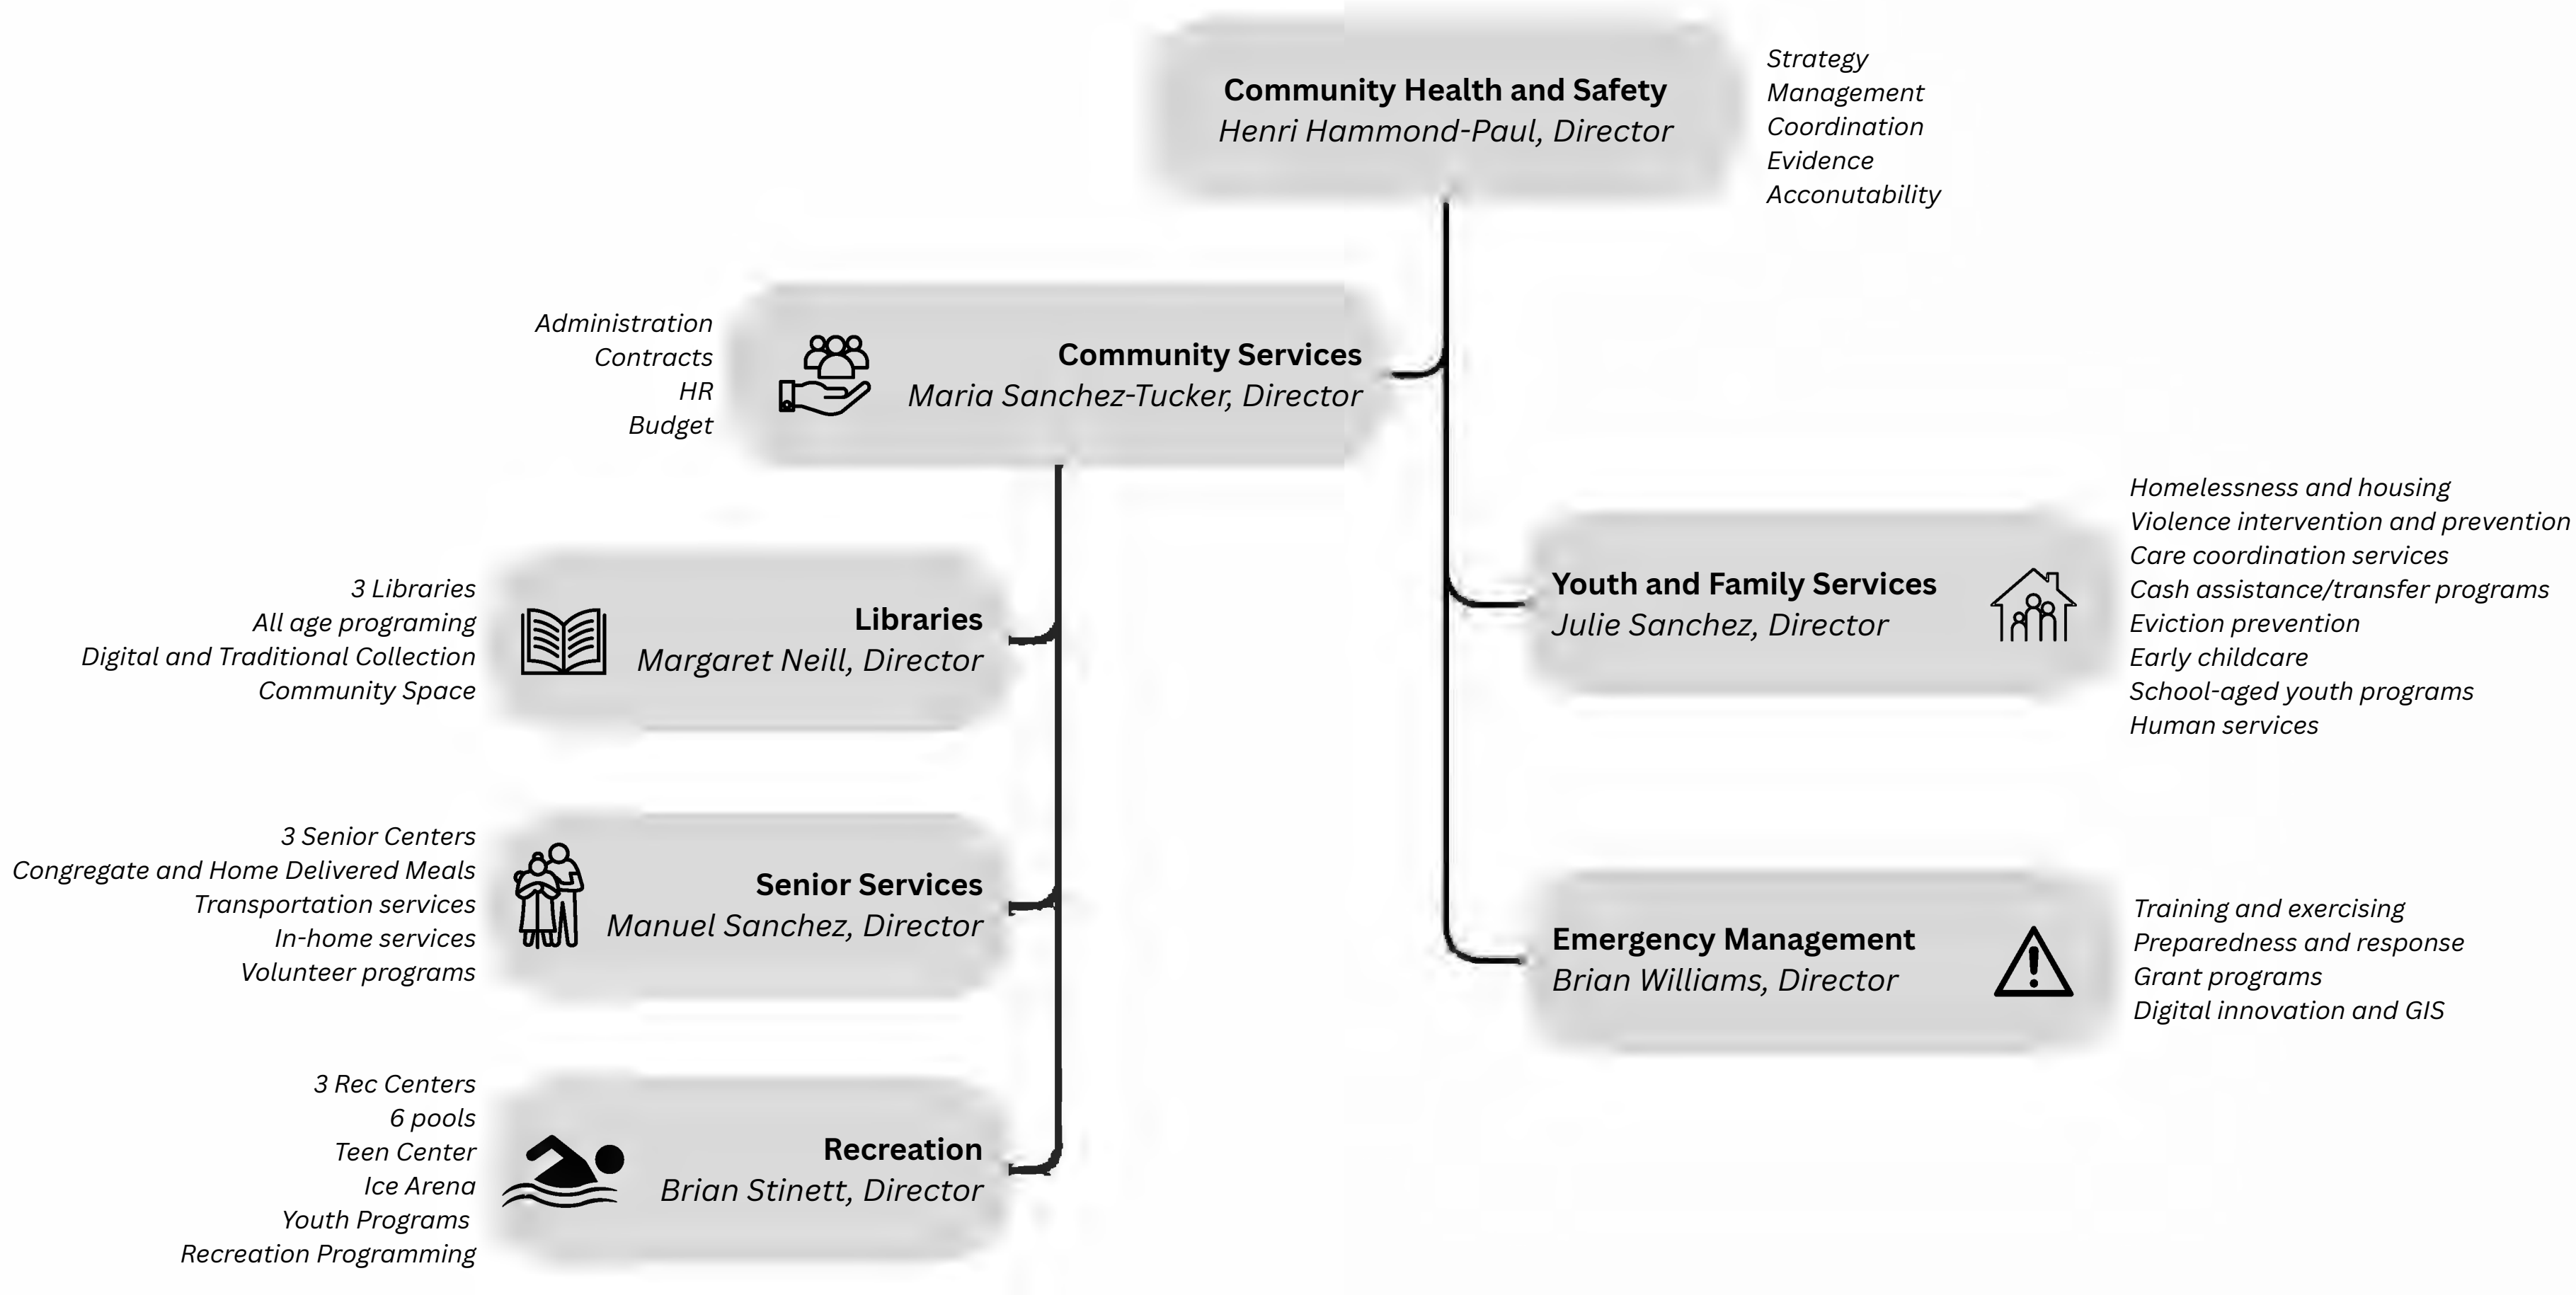 Community Health and Safety
Henri Hammond-Paul, Director
Strategy
Management
Coordination
Evidence
Acconutability
Administration
Contracts
HR
Budget
Community Services
Maria Sanchez-Tucker, Director
3 Libraries
All age programing
Digital and Traditional Collection
Community Space
Libraries
Margaret Neill, Director
3 Senior Centers
Congregate and Home Delivered Meals
Transportation services
In-home services
Volunteer programs
Senior Services
Manuel Sanchez, Director
3 Rec Centers
6 pools
Teen Center
Ice Arena
Youth Programs
Recreation Programming
Recreation
Brian Stinett, Director
Youth and Family Services
Julie Sanchez, Director
Homelessness and housing
Violence intervention and prevention
Care coordination services
Cash assistance/transfer programs
Eviction prevention
Early childcare
School-aged youth programs
Human services
Emergency Management
Brian Williams, Director
Training and exercising
Preparedness and response
Grant programs
Digital innovation and GIS